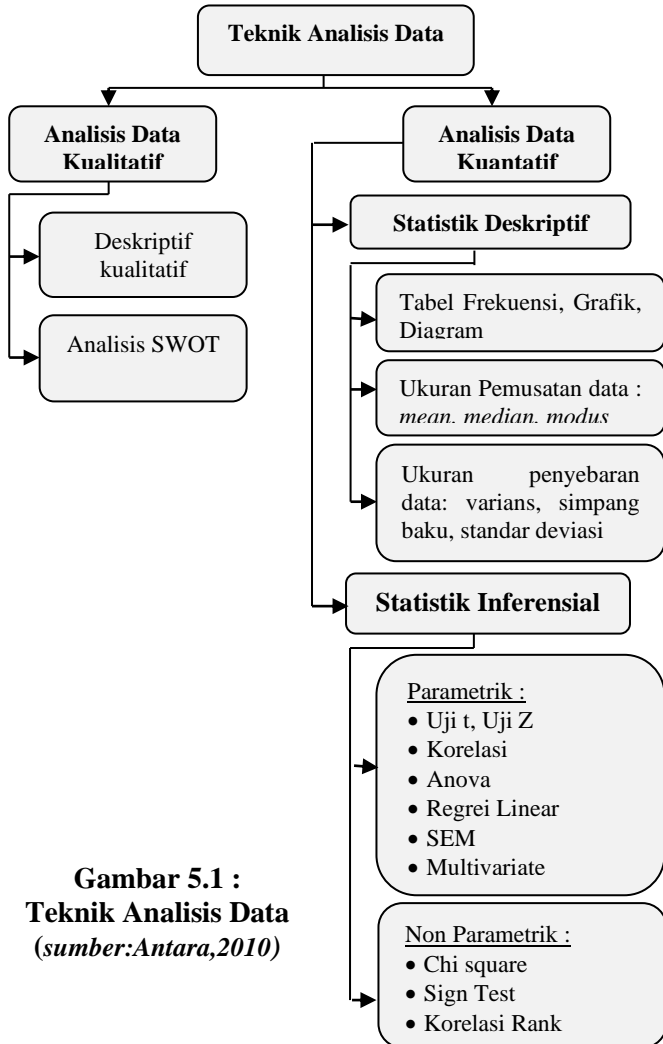 Teknik Analisis Data
Analisis Data
Kualitatif
Analisis Data
Kuantatif
Deskriptif
kualitatif
Analisis SWOT
Statistik Deskriptif
Tabel Frekuensi, Grafik,
Diagram
Ukuran Pemusatan data :
mean, median, modus
Ukuran penyebaran
data: varians, simpang
baku, standar deviasi
Statistik Inferensial
Parametrik :
• Uji t, Uji Z
• Korelasi
• Anova
• Regrei Linear
• SEM
• Multivariate
Non Parametrik :
• Chi square
• Sign Test
• Korelasi Rank
Gambar 5.1 :
Teknik Analisis Data
(sumber:Antara,2010)